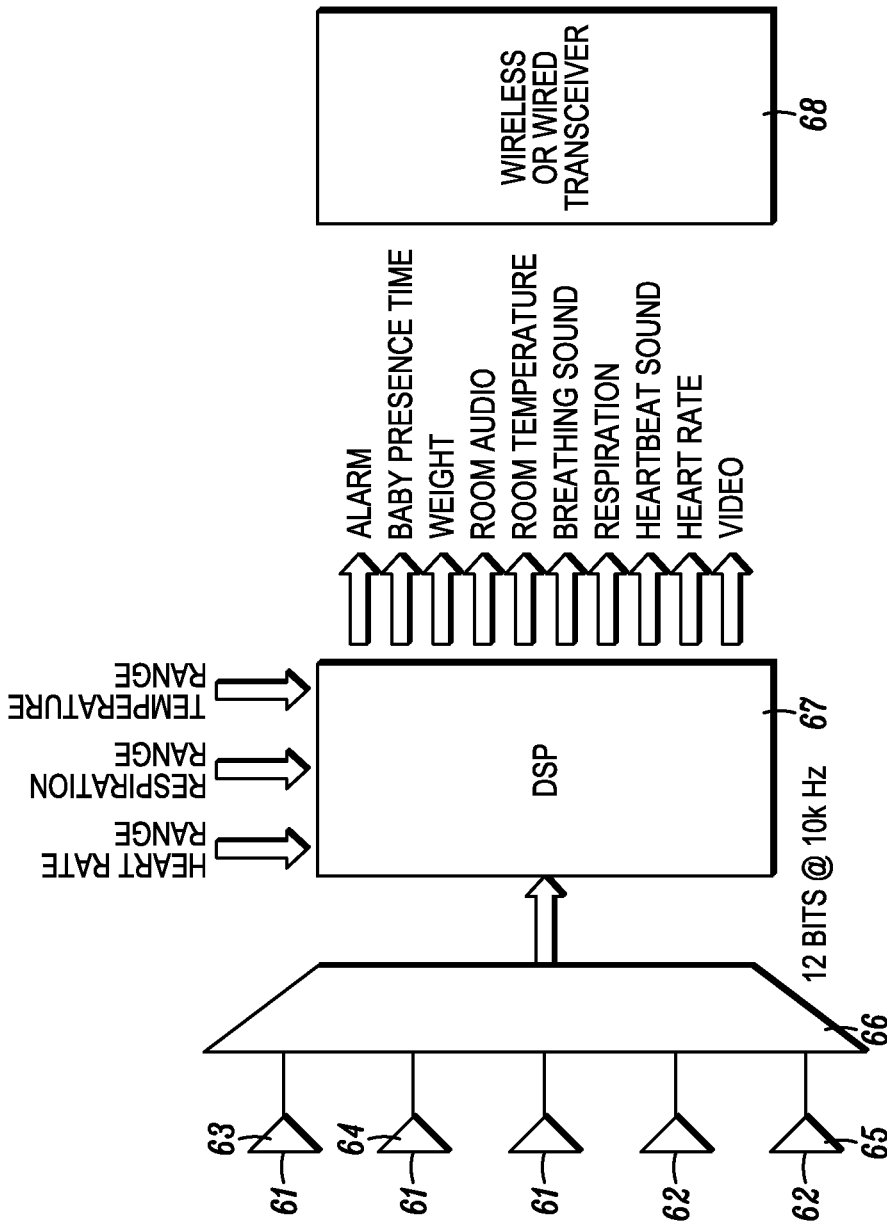 63
61
64
61
61
62
62
65
66
12 BITS @ 10k Hz
HEART RATE
RANGE
RESPIRATION
RANGE
TEMPERATURE
RANGE
DSP
67
ALARM
BABY PRESENCE TIME
WEIGHT
ROOM AUDIO
ROOM TEMPERATURE
BREATHING SOUND
RESPIRATION
HEARTBEAT SOUND
HEART RATE
VIDEO
WIRELESS
OR WIRED
TRANSCEIVER
68